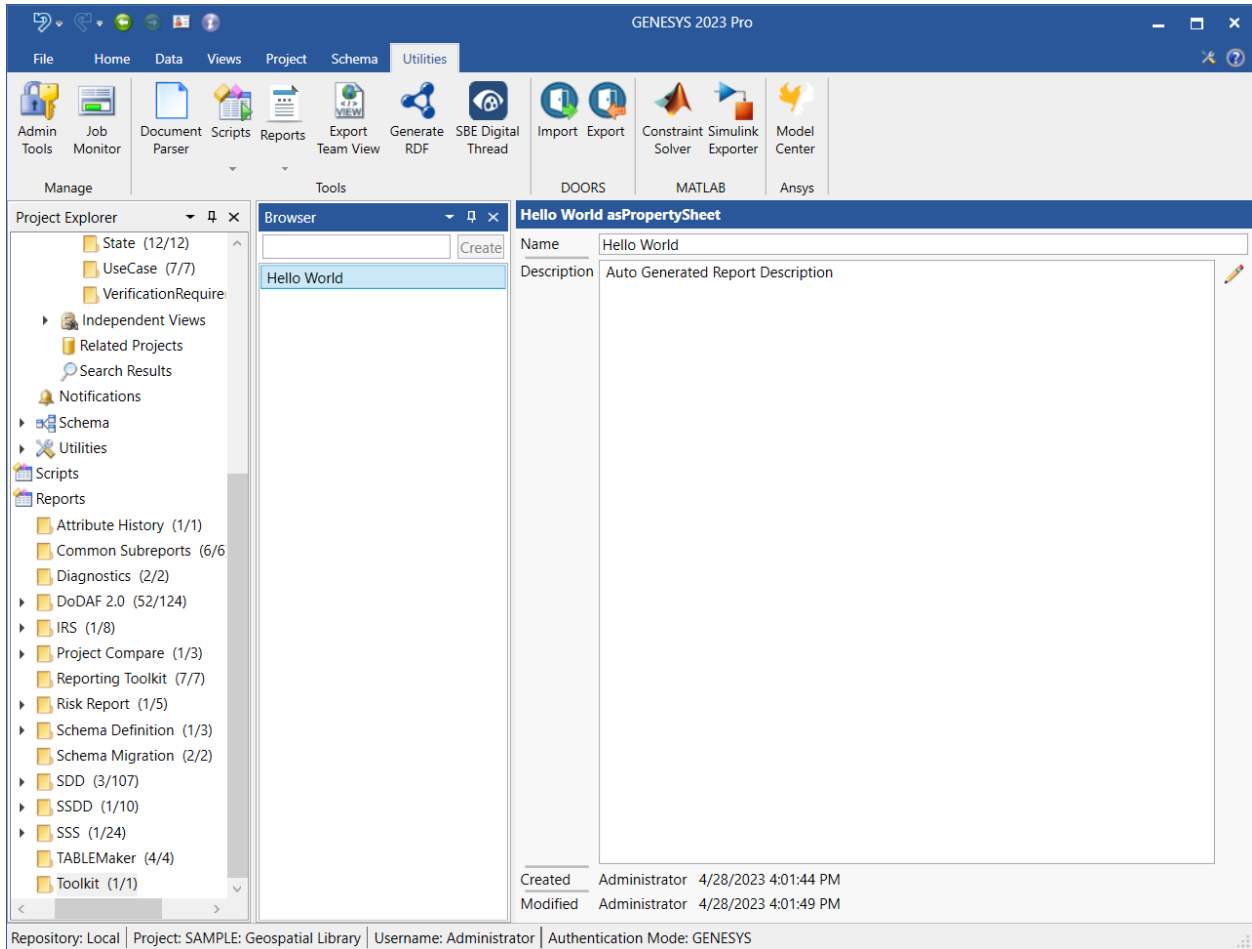 GENESYS 2023 Pro
File Home Data Views Project Schema Utilities
Admin Tools Job Monitor Document Parser Scripts Reports Export Team View Generate RDF SBE Digital Thread Import Export Constraint Solver Simulink Exporter Model Center
Manage Tools DOORS MATLAB Ansys
Project Explorer
State (12/12)
UseCase (7/7)
VerificationRequire
Independent Views
Related Projects
Search Results
Notifications
Schema
Utilities
Scripts
Reports
Attribute History (1/1)
Common Subreports (6/6
Diagnostics (2/2)
DoDAF 2.0 (52/124)
IRS (1/8)
Project Compare (1/3)
Reporting Toolkit (7/7)
Risk Report (1/5)
Schema Definition (1/3)
Schema Migration (2/2)
SDD (3/107)
SSDD (1/10)
SSS (1/24)
TABLEMaker (4/4)
Toolkit (1/1)
Browser
Create
Hello World
Hello World asPropertySheet
Name Hello World
Description Auto Generated Report Description
Created Administrator 4/28/2023 4:01:44 PM
Modified Administrator 4/28/2023 4:01:49 PM
Repository: Local Project: SAMPLE: Geospatial Library Username: Administrator Authentication Mode: GENESYS